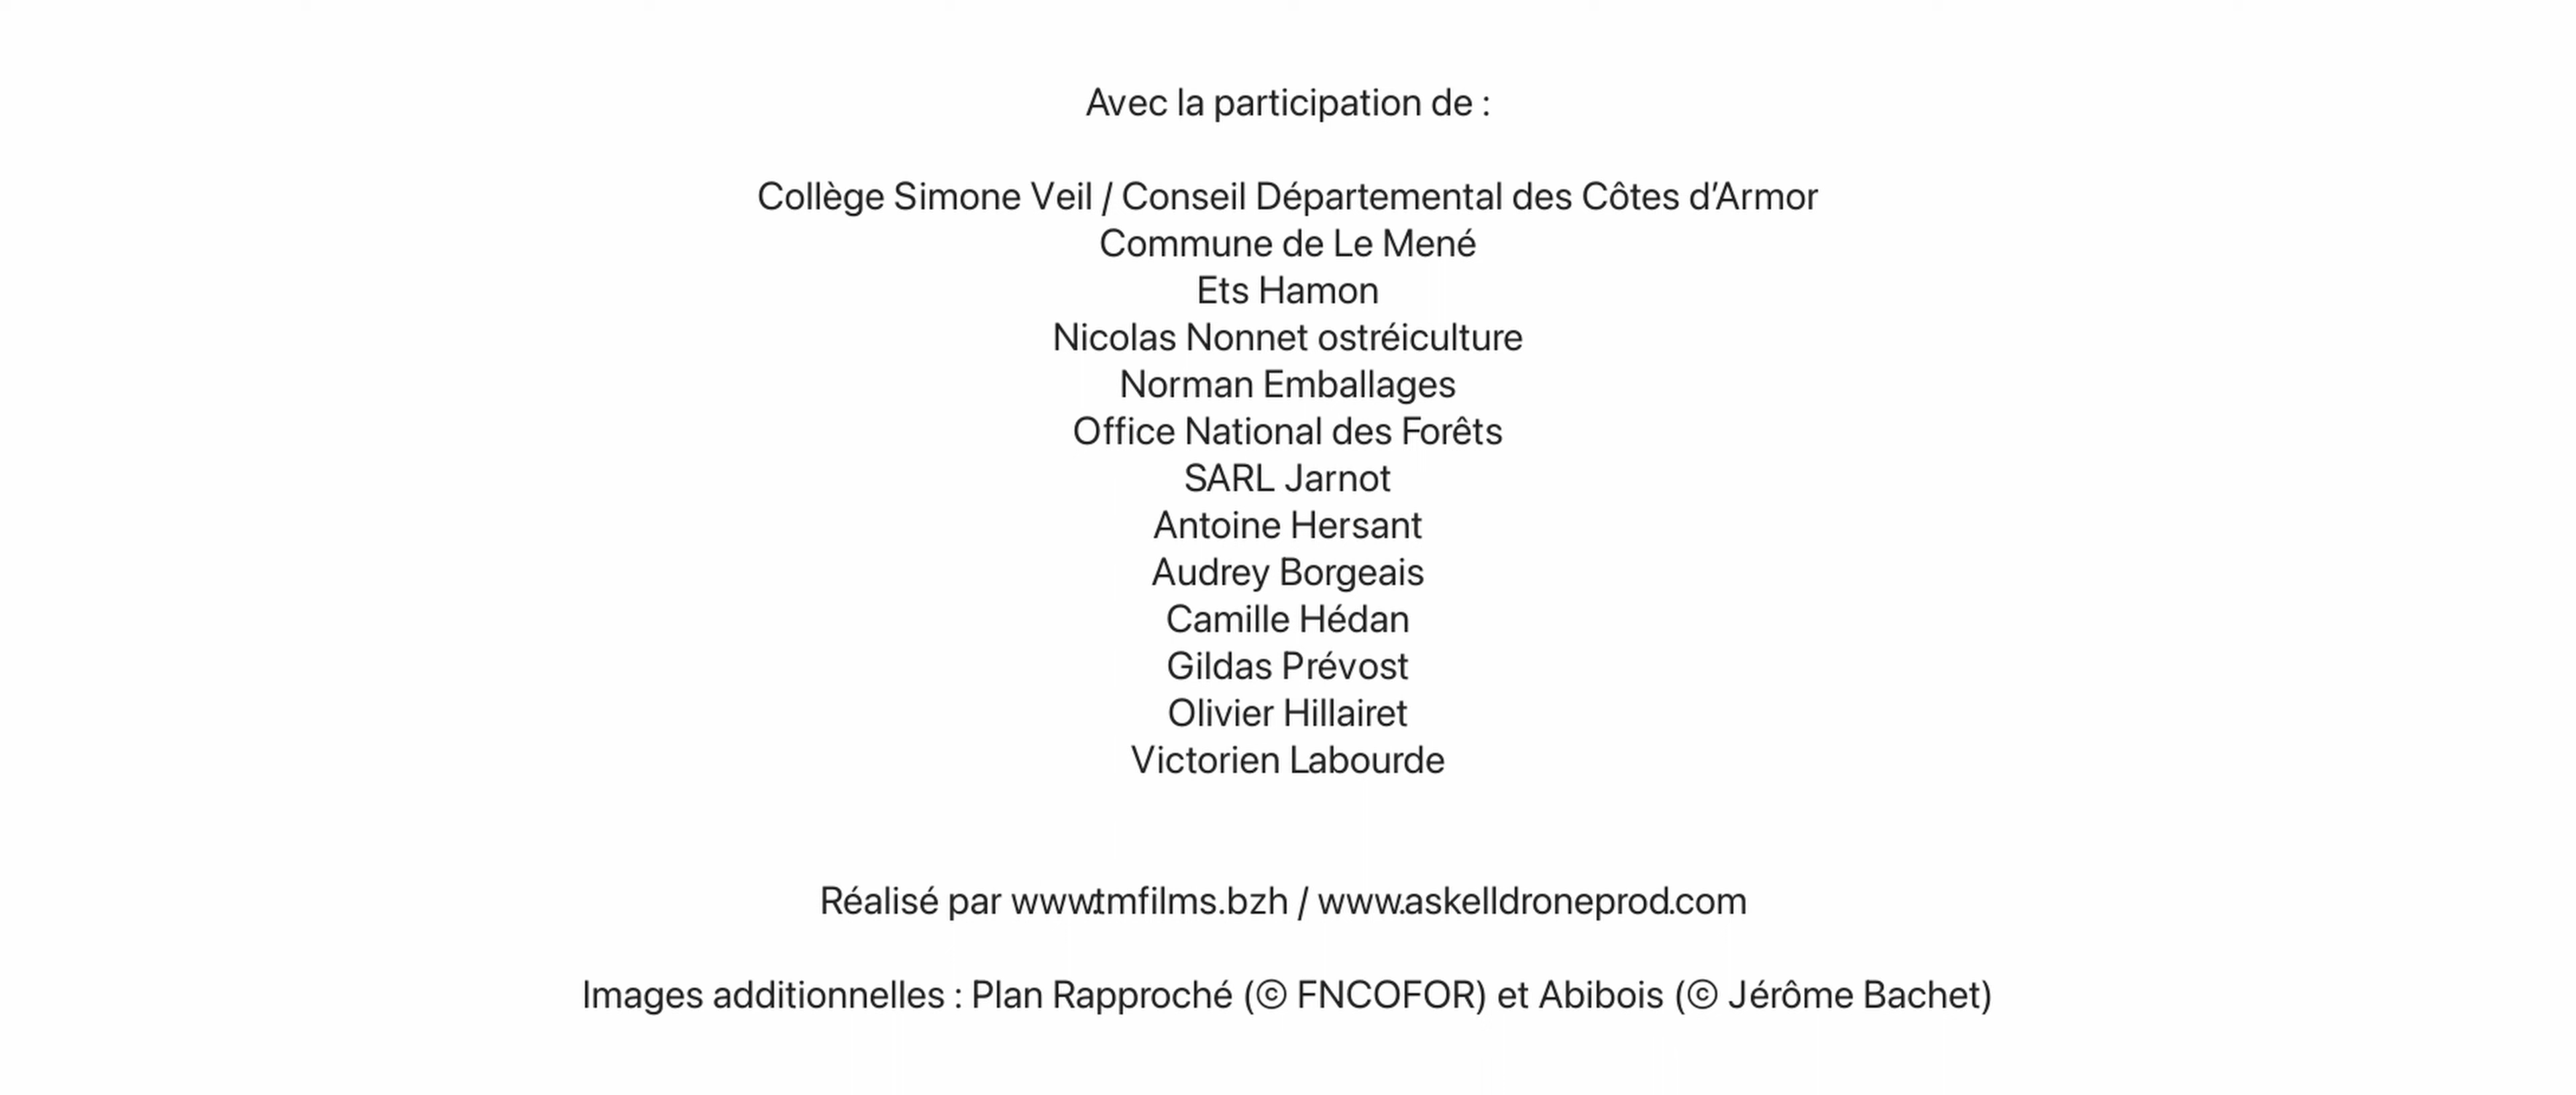 Avec la participation de :
Collège Simone Veil / Conseil Départemental des Côtes d’Armor
Commune de Le Mené
Ets Hamon
Nicolas Nonnet ostréiculture
Norman Emballages
Office National des Forêts
SARL Jarnot
Antoine Hersant
Audrey Borgeais
Camille Hédan
Gildas Prévost
Olivier Hillairet
Victorien Labourde
Réalisé par www.tmfilms.bzh / www.askelldroneprod.com
Images additionnelles : Plan Rapproché (© FNCOFOR) et Abibois (© Jérôme Bachet)